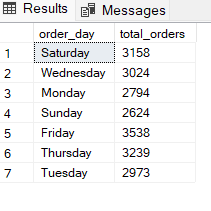 Results Messages
order_day total_orders
1 Saturday 3158
2 Wednesday 3024
3 Monday 2794
4 Sunday 2624
5 Friday 3538
6 Thursday 3239
7 Tuesday 2973